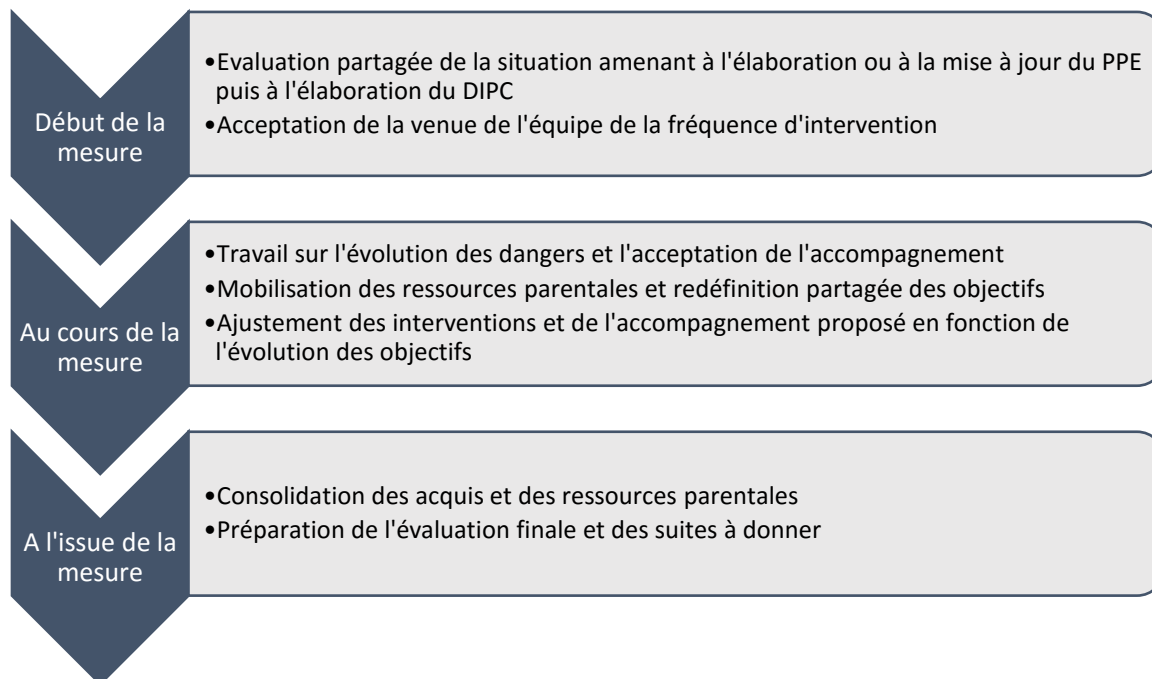 Début de la
mesure
•Evaluation partagée de la situation amenant à l'élaboration ou à la mise à jour du PPE
puis à l'élaboration du DIPC
•Acceptation de la venue de l'équipe de la fréquence d'intervention
Au cours de la
mesure
•Travail sur l'évolution des dangers et l'acceptation de l'accompagnement
•Mobilisation des ressources parentales et redéfinition partagée des objectifs
•Ajustement des interventions et de l'accompagnement proposé en fonction de
l'évolution des objectifs
A l'issue de la
mesure
•Consolidation des acquis et des ressources parentales
•Préparation de l'évaluation finale et des suites à donner